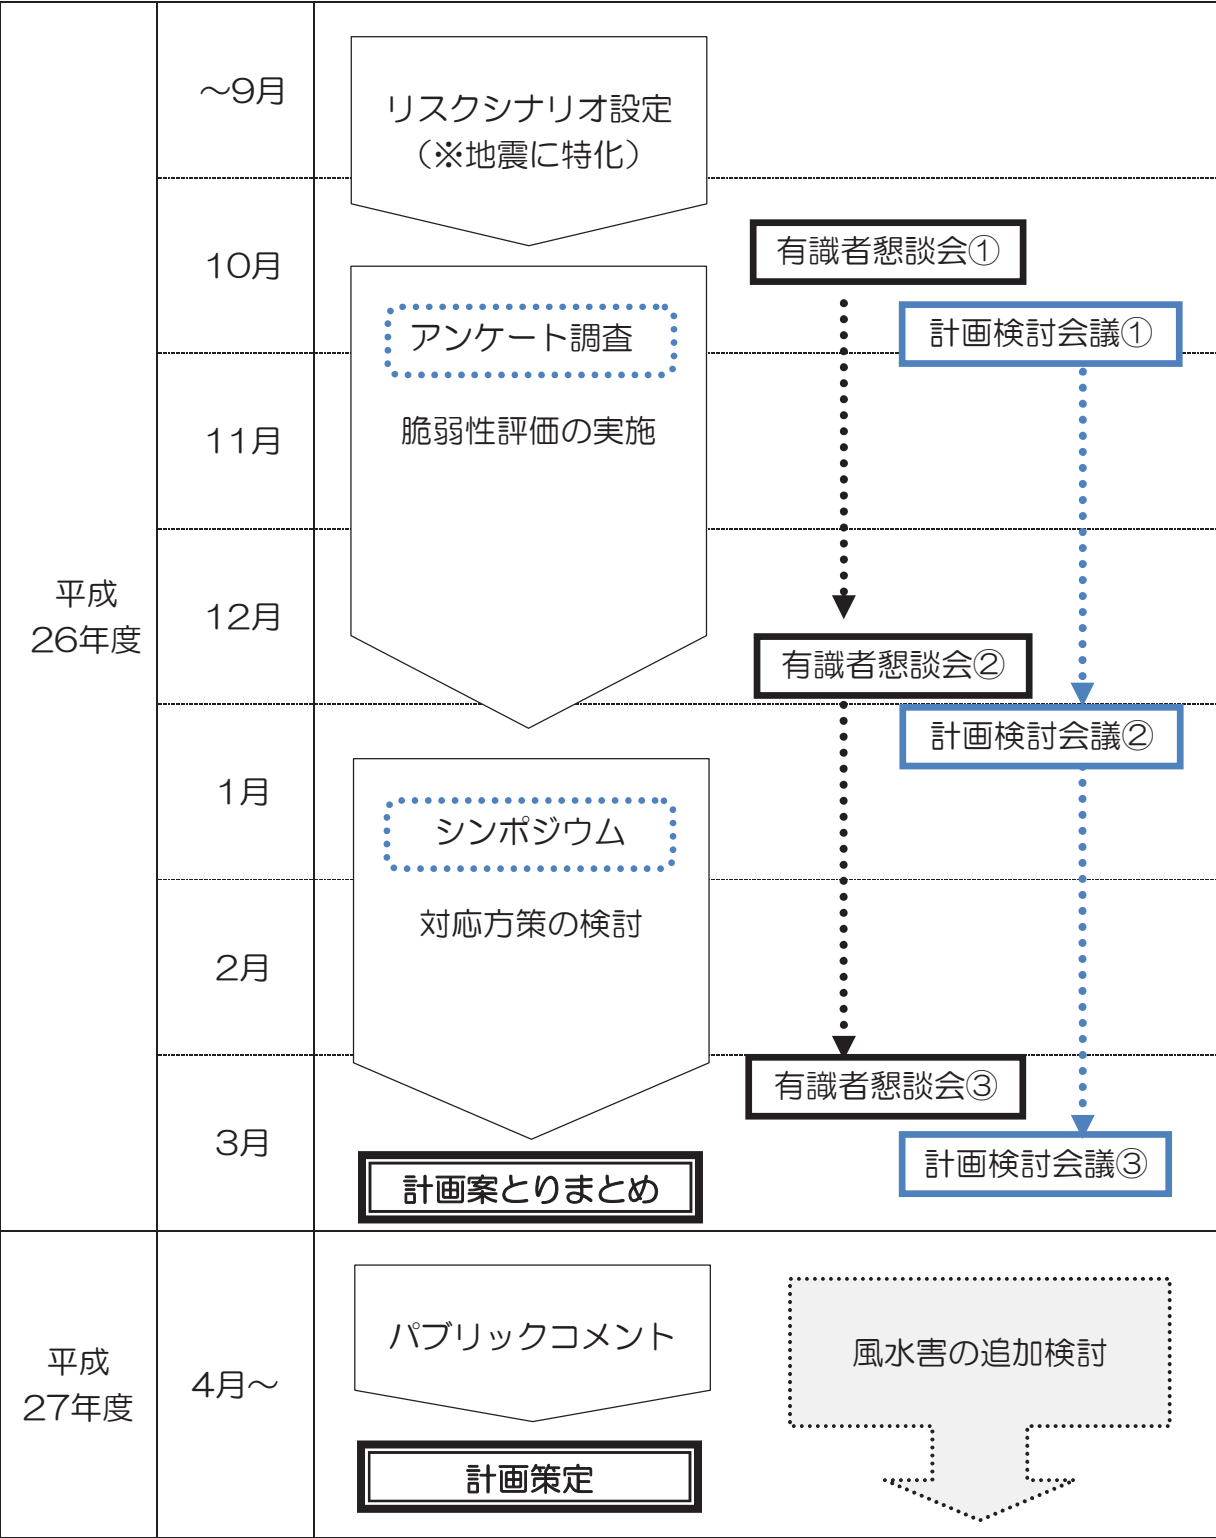 平成
26年度
～9月
リスクシナリオ設定
（※地震に特化）
10月
有識者懇談会①
アンケート調査
計画検討会議①
11月
脆弱性評価の実施
12月
有識者懇談会②
計画検討会議②
1月
シンポジウム
対応方策の検討
2月
有識者懇談会③
3月
計画検討会議③
計画案とりまとめ
平成
27年度
4月～
パブリックコメント
風水害の追加検討
計画策定